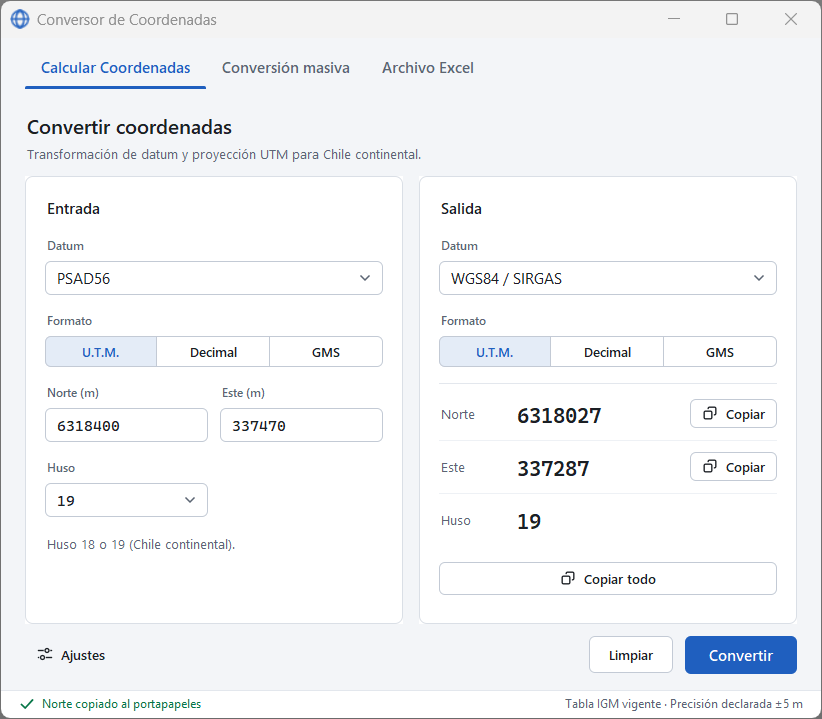 Conversor de Coordenadas
Calcular Coordenadas Conversión masiva Archivo Excel
Convertir coordenadas
Transformación de datum y proyección UTM para Chile continental.
Entrada
Datum
PSAD56
Formato
U.T.M. Decimal GMS
Norte (m) Este (m)
6318400 337470
Huso
19
Huso 18 o 19 (Chile continental).
Salida
Datum
WGS84 / SIRGAS
Formato
U.T.M. Decimal GMS
Norte 6318027 Copiar
Este 337287 Copiar
Huso 19
Copiar todo
Ajustes Limpiar Convertir
Norte copiado al portapapeles Tabla IGM vigente · Precisión declarada ±5 m